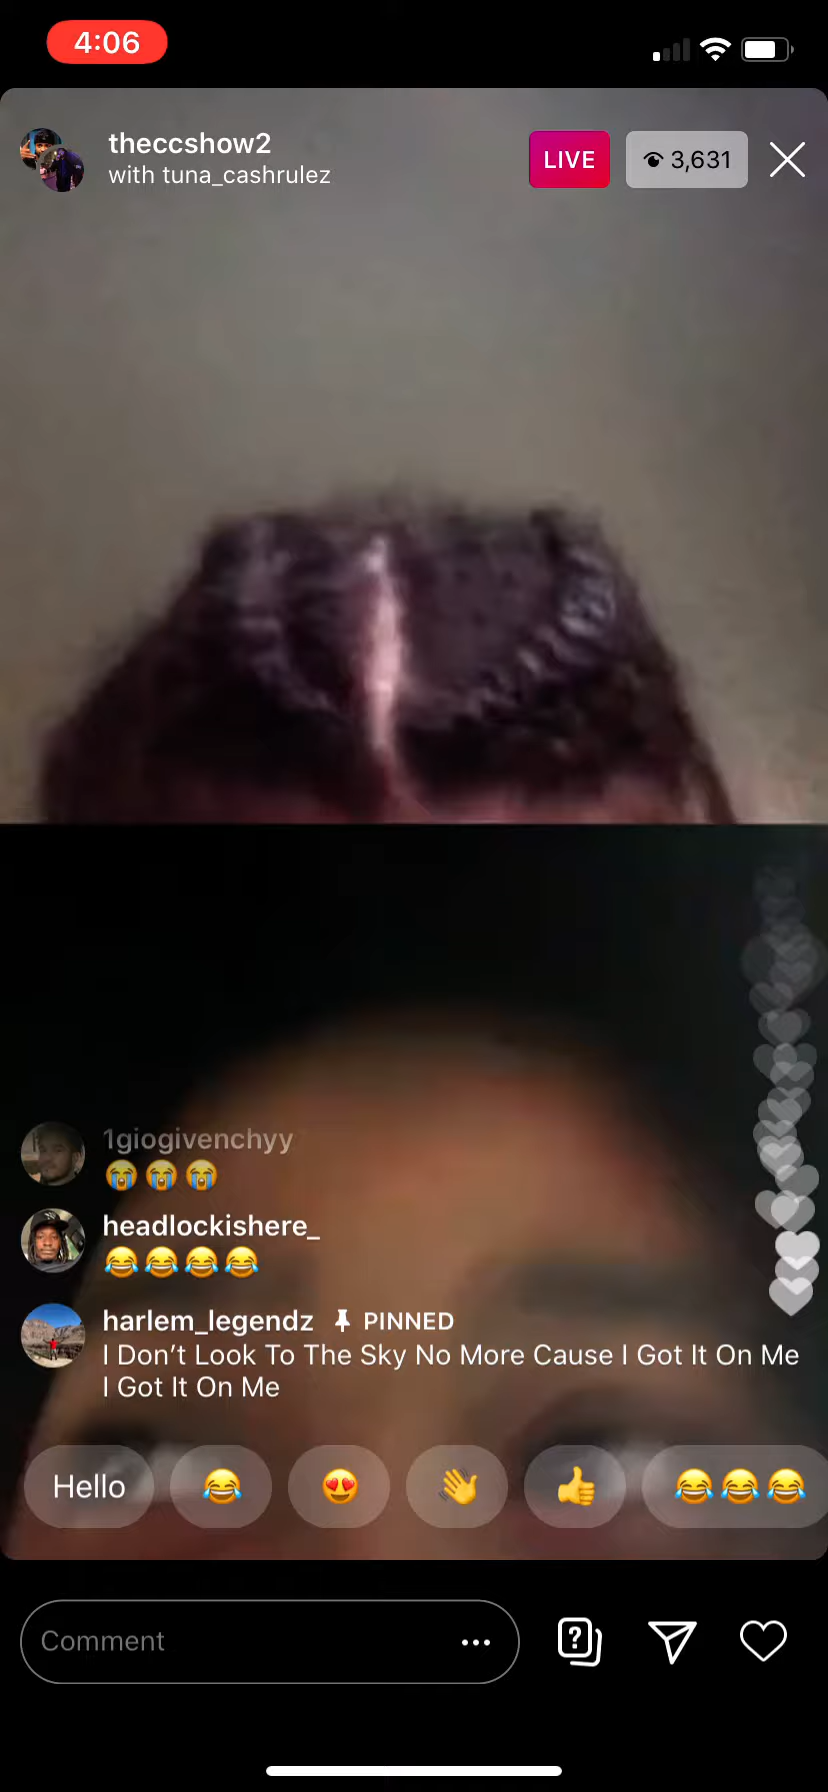 4:06
theccshow2
with tuna_cashrulez
LIVE
3,631
1giogivenchyy
😭😭😭
headlockishere_
😂😂😂😂
harlem_legendz PINNED
I Don’t Look To The Sky No More Cause I Got It On Me
I Got It On Me
Hello 😂 😍 👋 👍 😂😂😂
Comment